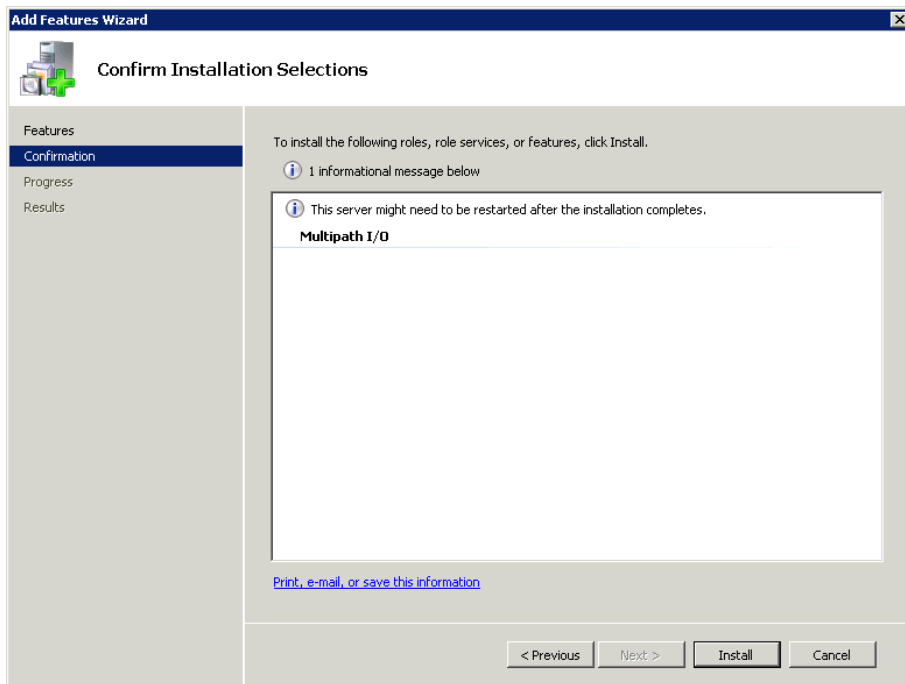 Add Features Wizard
Confirm Installation Selections
Features
Confirmation
Progress
Results
To install the following roles, role services, or features, click Install.
1 informational message below
This server might need to be restarted after the installation completes.
Multipath I/O
Print, e-mail, or save this information
< Previous
Next >
Install
Cancel